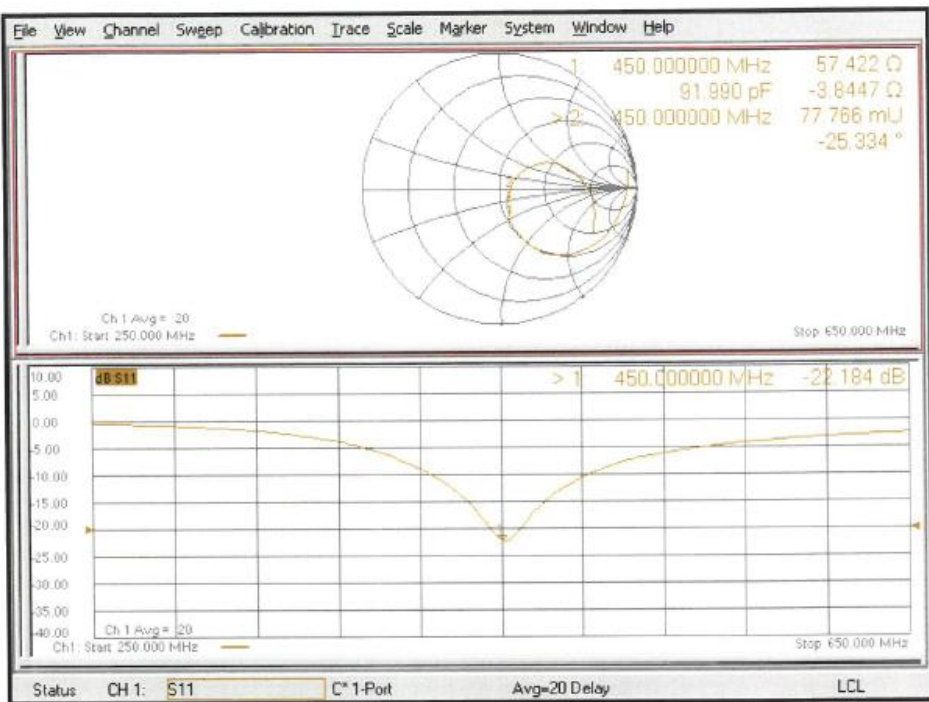 File View Channel Sweep Calibration Trace Scale Marker System Window Help
1: 450.000000 MHz 57.422 Ω
91.990 pF -3.8447 Ω
> 2: 450.000000 MHz 77.766 mU
-25.334 °
Ch 1 Avg = 20
Ch1: Start 250.000 MHz
Stop 650.000 MHz
10.00 dB S11 > 1 450.000000 MHz -22.184 dB
5.00
0.00
-5.00
-10.00
-15.00
-20.00
-25.00
-30.00
-35.00
-40.00 Ch 1 Avg = 20
Ch1: Start 250.000 MHz
Stop 650.000 MHz
Status CH 1: S11 C* 1-Port Avg=20 Delay LCL